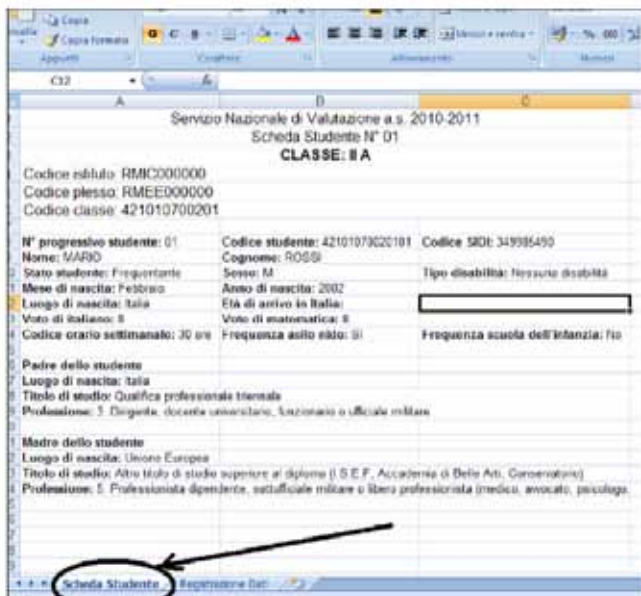 Copia
Copia formato
G C S
Appunti
Carattere
Allineamento
Numeri
C12
A B C
Servizio Nazionale di Valutazione a.s. 2010-2011
Scheda Studente N° 01
CLASSE: II A
Codice istituto: RMIC000000
Codice plesso: RMEE000000
Codice classe: 421010700201
N° progressivo studente: 01 Codice studente: 42101070020101 Codice SIDI: 349985490
Nome: MARIO Cognome: ROSSI
Stato studente: Frequentante Sesso: M Tipo disabilità: Nessuna disabilità
Mese di nascita: Febbraio Anno di nascita: 2002
Luogo di nascita: Italia Età di arrivo in Italia:
Voto di italiano: 8 Voto di matematica: 8
Codice orario settimanale: 30 ore Frequenza asilo nido: Sì Frequenza scuola dell'infanzia: No
Padre dello studente
Luogo di nascita: Italia
Titolo di studio: Qualifica professionale triennale
Professione: 3. Dirigente, docente universitario, funzionario o ufficiale militare
Madre dello studente
Luogo di nascita: Unione Europea
Titolo di studio: Altro titolo di studio superiore al diploma (I.S.E.F., Accademia di Belle Arti, Conservatorio)
Professione: 5. Professionista dipendente, sottufficiale militare o libero professionista (medico, avvocato, psicologo,
Scheda Studente Registrazione Dati